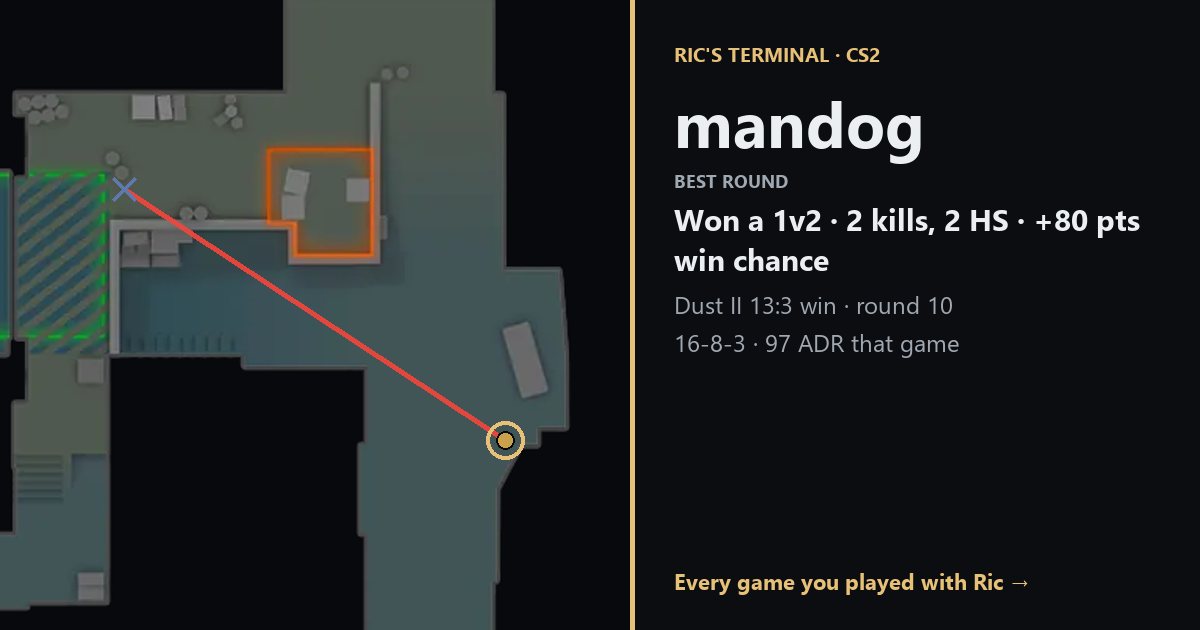 RIC'S TERMINAL · CS2
mandog
BEST ROUND
Won a 1v2 · 2 kills, 2 HS · +80 pts
win chance
Dust II 13:3 win · round 10
16-8-3 · 97 ADR that game
Every game you played with Ric →